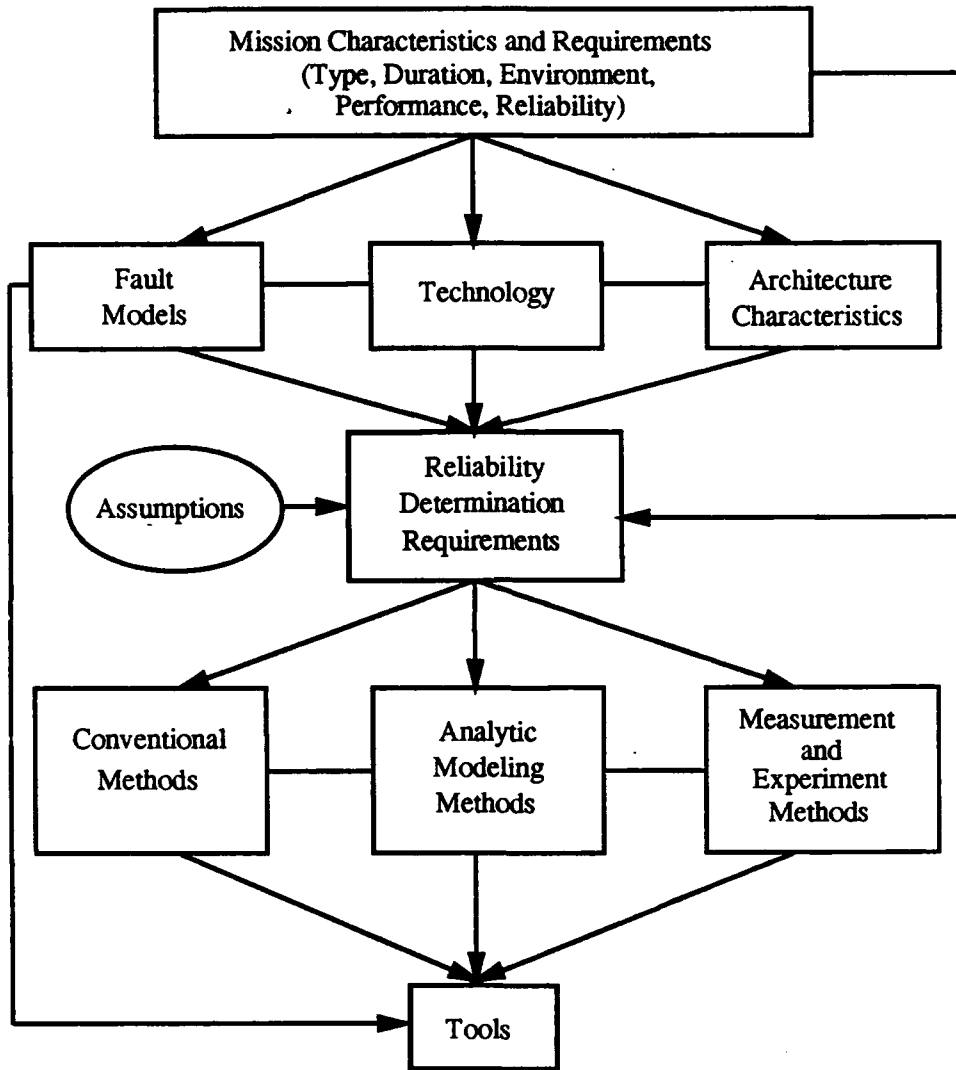 Mission Characteristics and Requirements
(Type, Duration, Environment,
Performance, Reliability)
Fault
Models
Technology
Architecture
Characteristics
Assumptions
Reliability
Determination
Requirements
Conventional
Methods
Analytic
Modeling
Methods
Measurement
and
Experiment
Methods
Tools